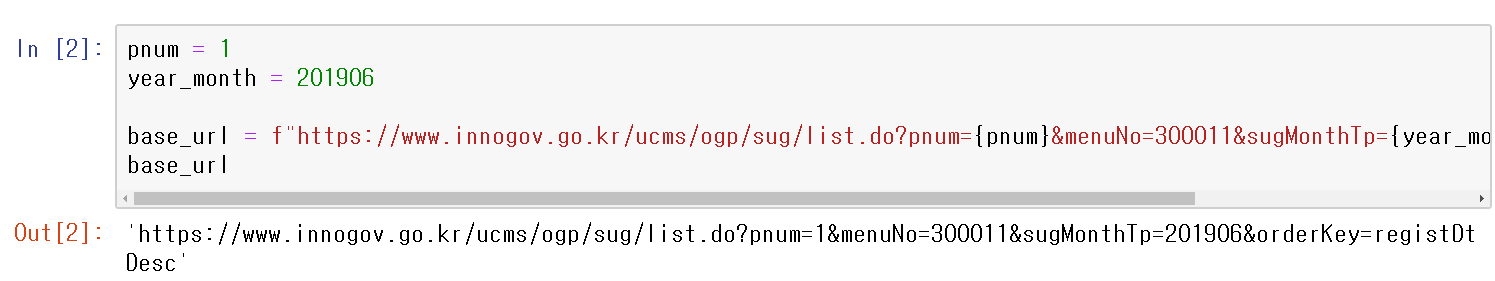 In [2]:
pnum = 1
year_month = 201906
base_url = f"https://www.innogov.go.kr/ucms/ogp/sug/list.do?pnum={pnum}&menuNo=300011&sugMonthTp={year_mo
base_url
Out[2]:
'https://www.innogov.go.kr/ucms/ogp/sug/list.do?pnum=1&menuNo=300011&sugMonthTp=201906&orderKey=registDt
Desc'